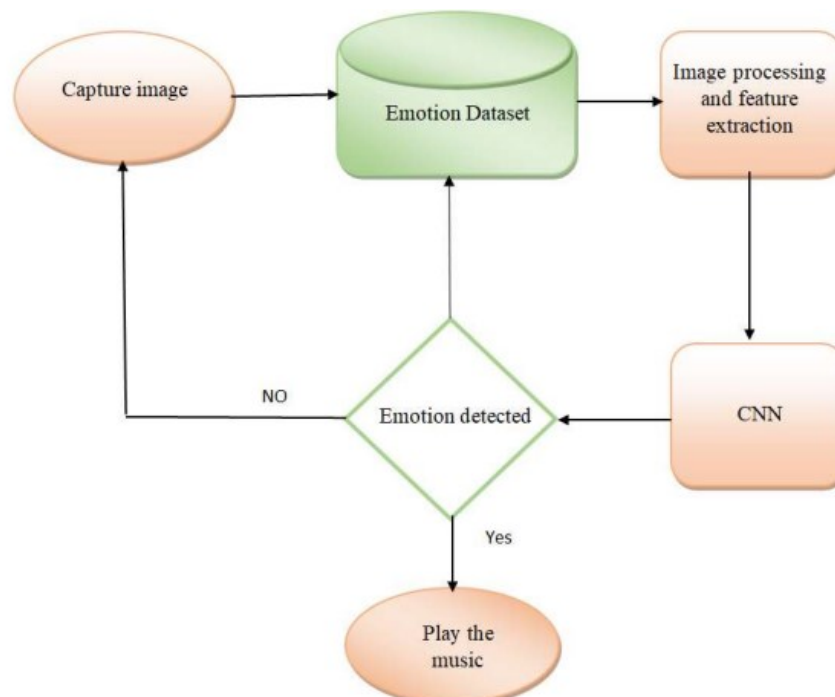 Capture image
Emotion Dataset
Image processing
and feature
extraction
CNN
Emotion detected
NO
Yes
Play the
music